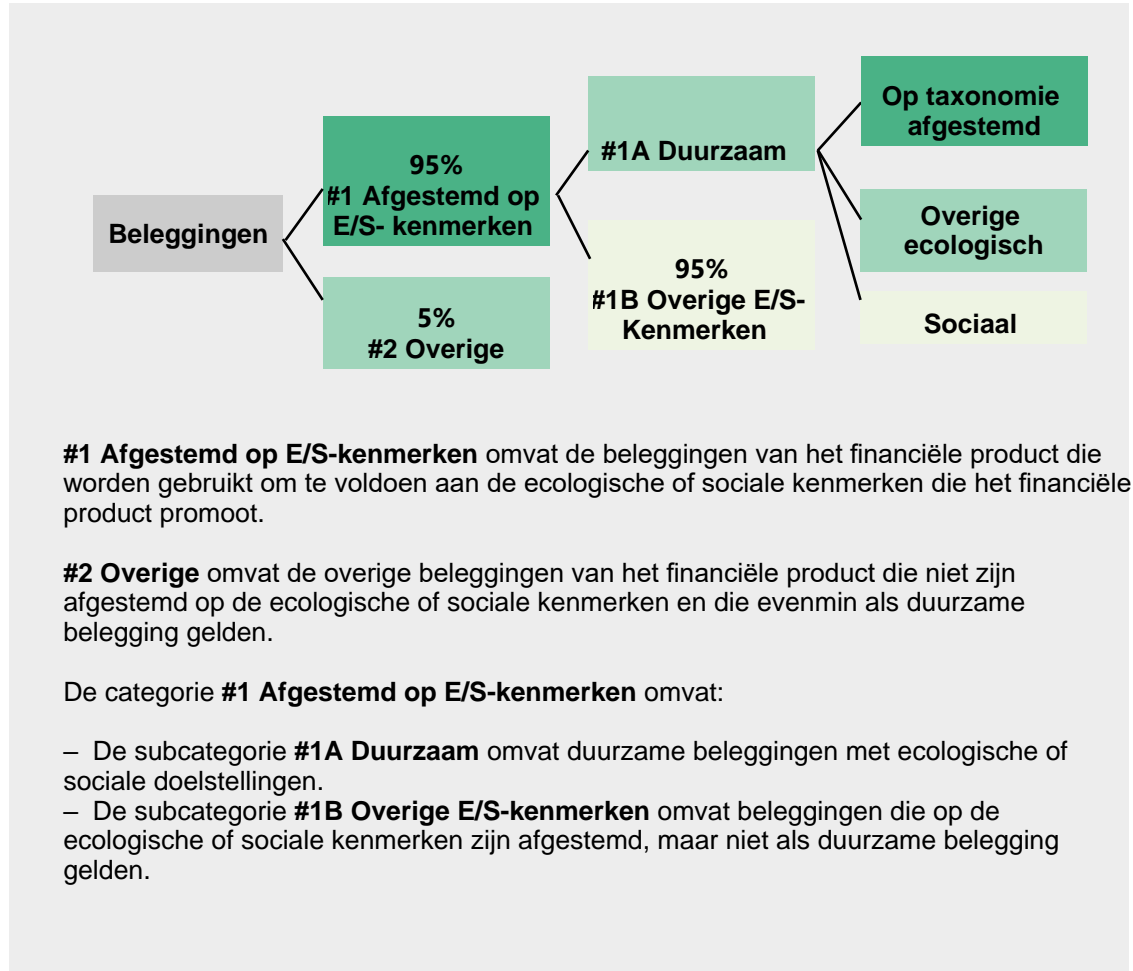 Beleggingen
95%
#1 Afgestemd op
E/S- kenmerken
5%
#2 Overige
#1A Duurzaam
95%
#1B Overige E/S-
Kenmerken
Op taxonomie
afgestemd
Overige
ecologisch
Sociaal
#1 Afgestemd op E/S-kenmerken omvat de beleggingen van het financiële product die
worden gebruikt om te voldoen aan de ecologische of sociale kenmerken die het financiële
product promoot.
#2 Overige omvat de overige beleggingen van het financiële product die niet zijn
afgestemd op de ecologische of sociale kenmerken en die evenmin als duurzame
belegging gelden.
De categorie #1 Afgestemd op E/S-kenmerken omvat:
– De subcategorie #1A Duurzaam omvat duurzame beleggingen met ecologische of
sociale doelstellingen.
– De subcategorie #1B Overige E/S-kenmerken omvat beleggingen die op de
ecologische of sociale kenmerken zijn afgestemd, maar niet als duurzame belegging
gelden.